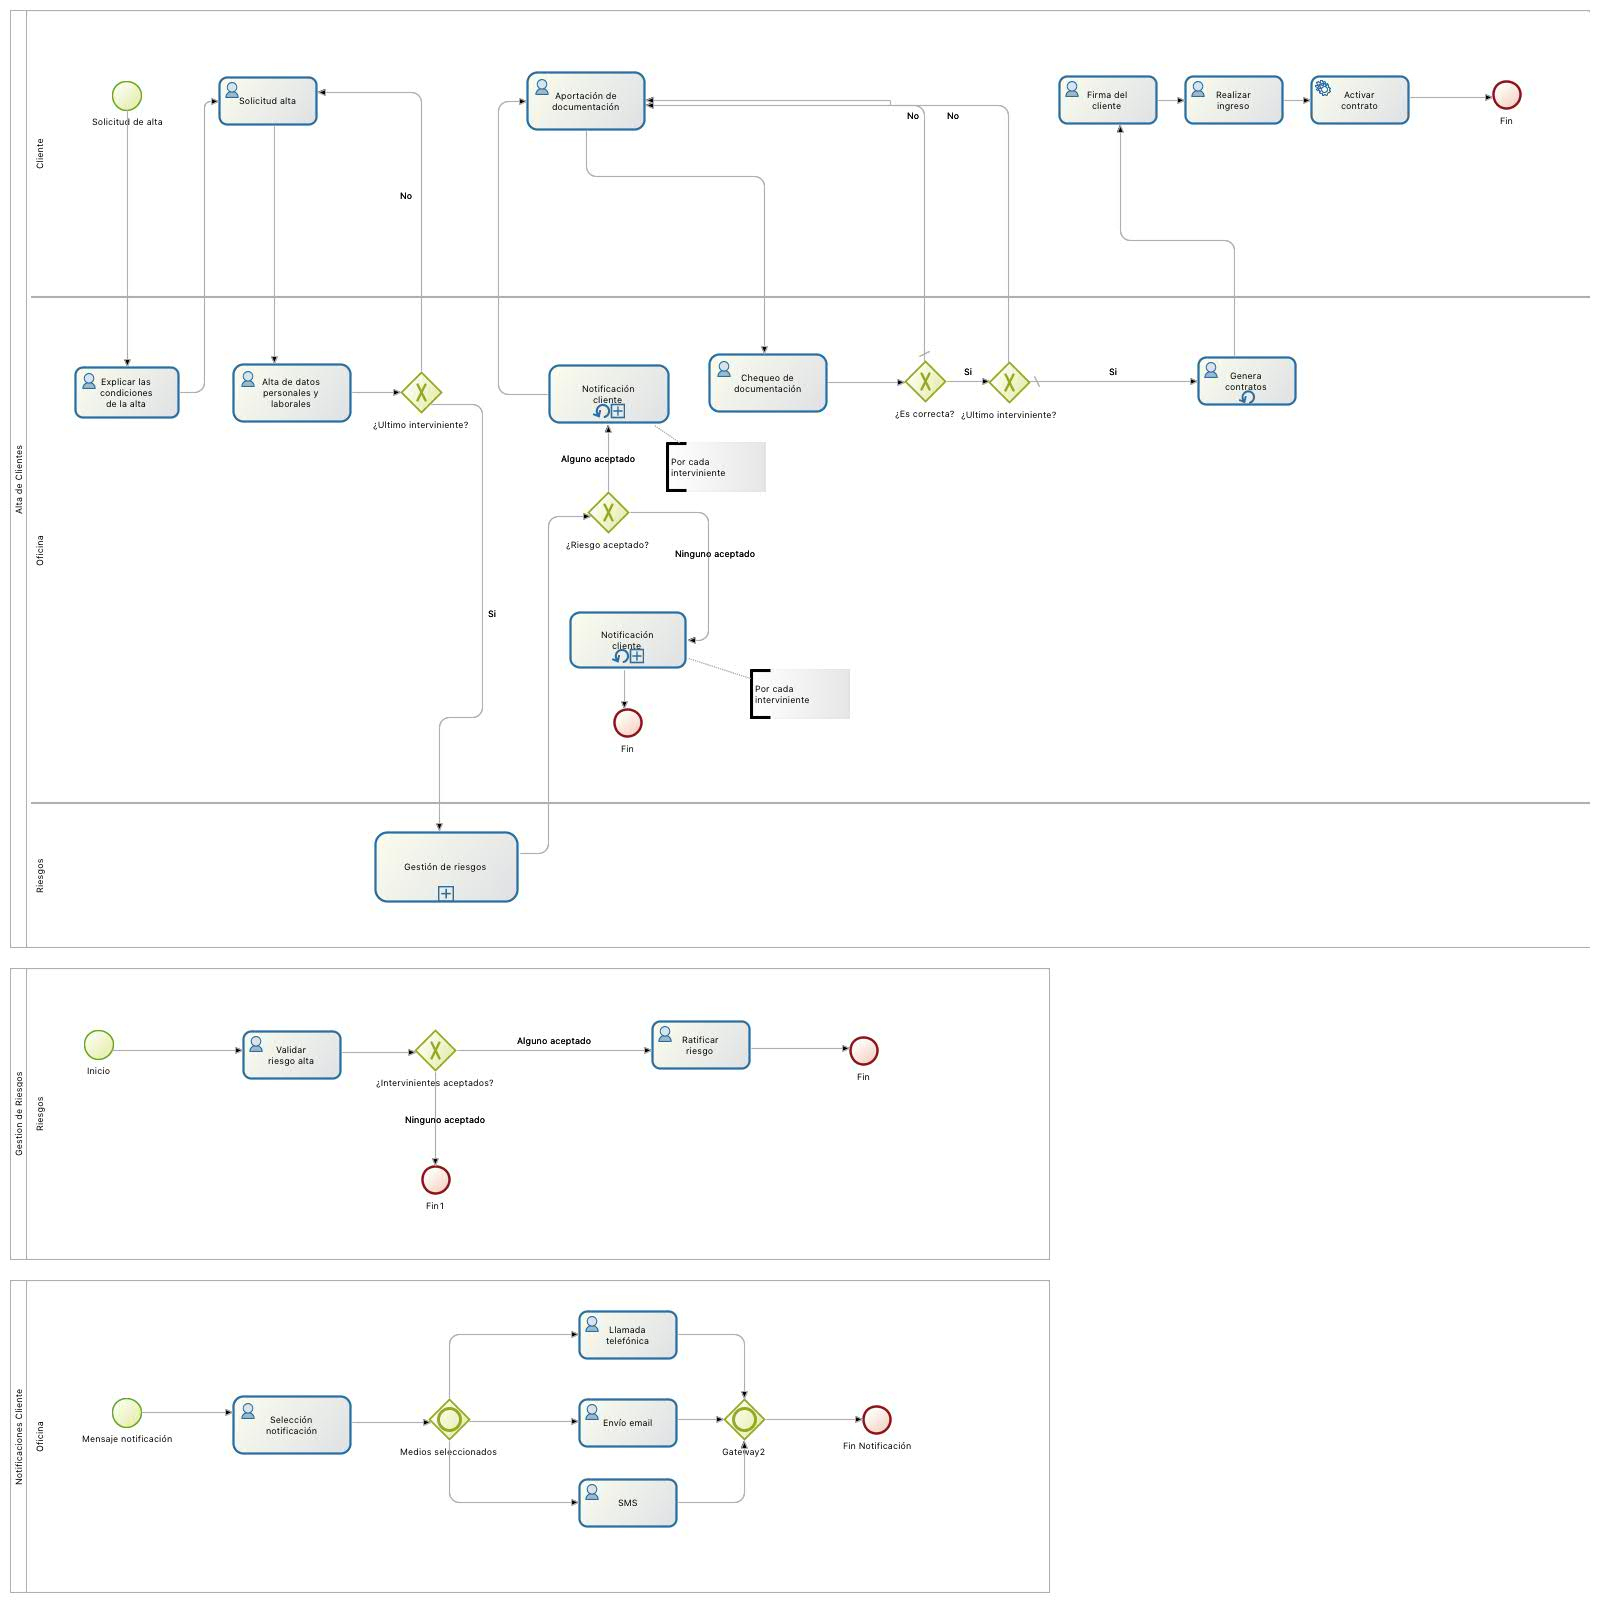 Alta de Clientes
Cliente
Solicitud de alta
Solicitud alta
No
Aportación de
documentación
No
No
Firma del
cliente
Realizar
ingreso
Activar
contrato
Fin
Oficina
Explicar las
condiciones
de la alta
Alta de datos
personales y
laborales
¿Ultimo interviniente?
Si
Notificación
cliente
Por cada
interviniente
Alguno aceptado
¿Riesgo aceptado?
Ninguno aceptado
Notificación
cliente
Por cada
interviniente
Fin
Chequeo de
documentación
¿Es correcta?
Si
¿Ultimo interviniente?
Si
Genera
contratos
Riesgos
Gestión de riesgos
Gestion de Riesgos
Riesgos
Inicio
Validar
riesgo alta
¿Intervinientes aceptados?
Alguno aceptado
Ninguno aceptado
Fin1
Ratificar
riesgo
Fin
Notificaciones Cliente
Oficina
Mensaje notificación
Selección
notificación
Medios seleccionados
Llamada
telefónica
Envío email
SMS
Gateway2
Fin Notificación